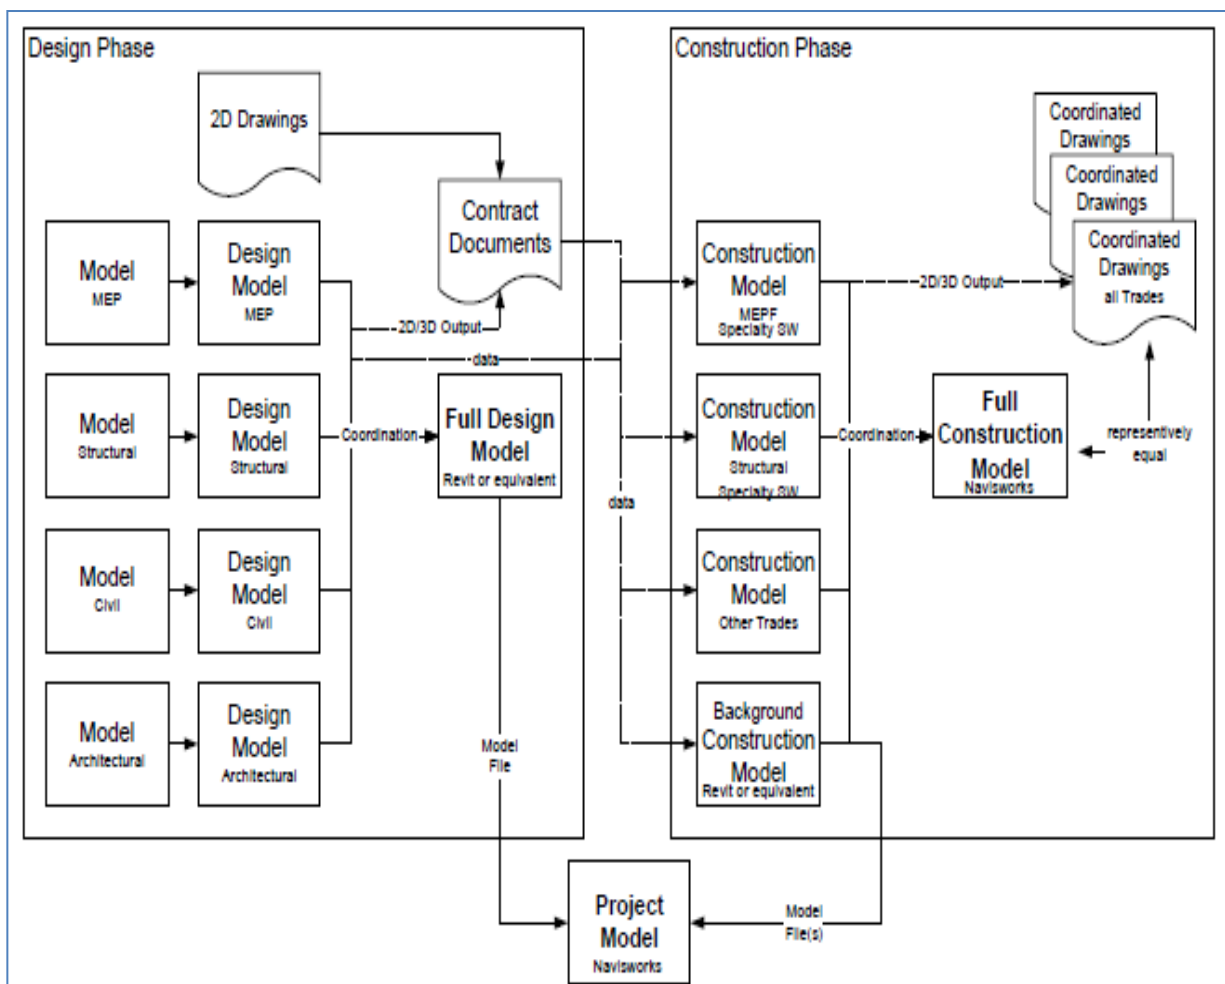 Design Phase
2D Drawings
Contract
Documents
Model
MEP
Design
Model
MEP
2D/3D Output
data
Model
Structural
Design
Model
Structural
Coordination
Full Design
Model
Revit or equivalent
Model
Civil
Design
Model
Civil
Model
Architectural
Design
Model
Architectural
Model
File
data
Construction Phase
Coordinated
Drawings
Coordinated
Drawings
Coordinated
Drawings
all Trades
Construction
Model
MEPF
Specialty SW
2D/3D Output
Construction
Model
Structural
Specialty SW
Coordination
Full
Construction
Model
Navisworks
representively
equal
Construction
Model
Other Trades
Background
Construction
Model
Revit or equivalent
Project
Model
Navisworks
Model
File(s)